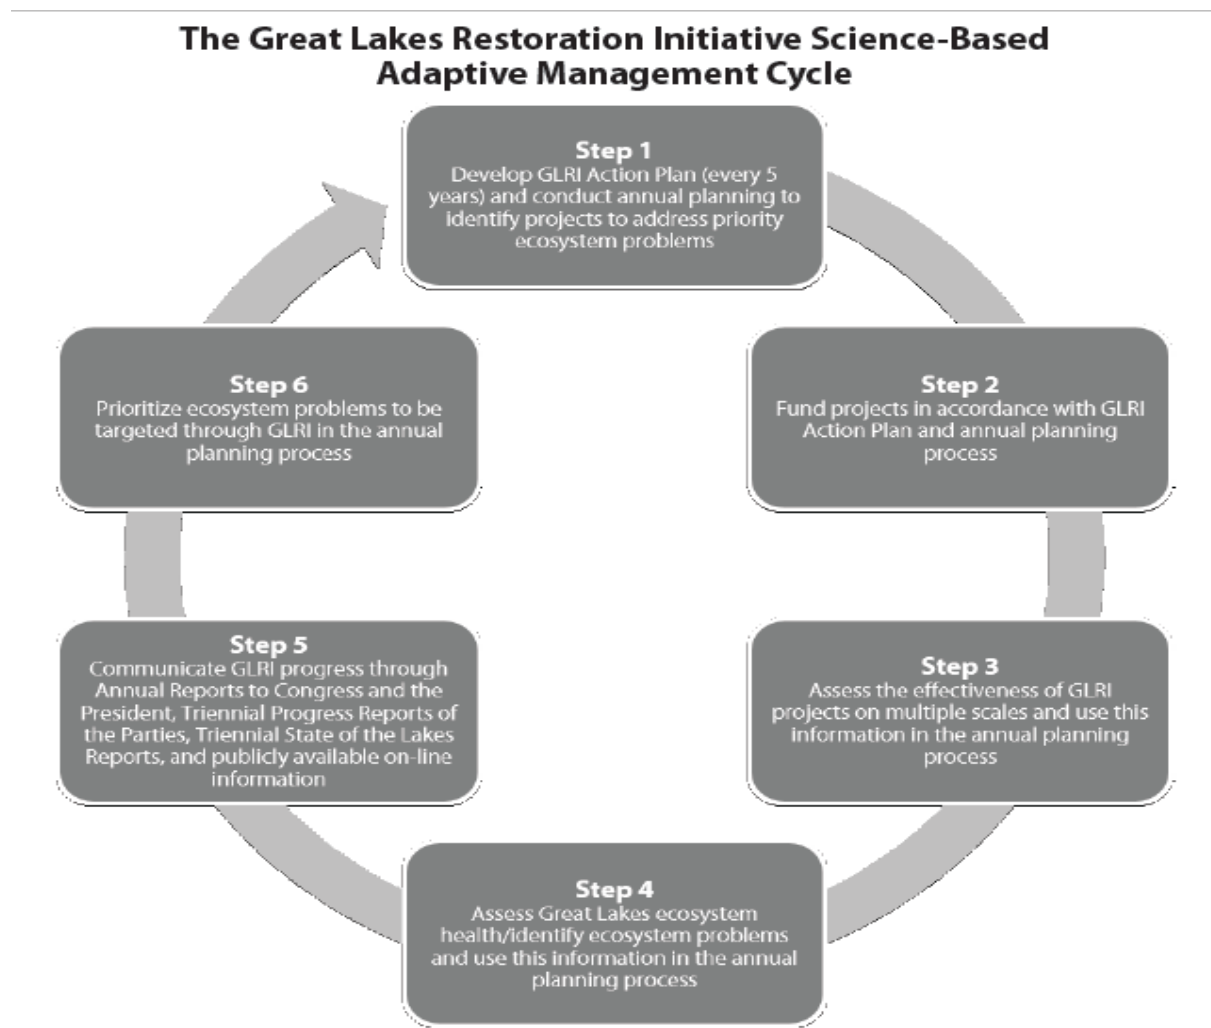 The Great Lakes Restoration Initiative Science-Based
Adaptive Management Cycle
Step 1
Develop GLRI Action Plan (every 5
years) and conduct annual planning to
identify projects to address priority
ecosystem problems
Step 2
Fund projects in accordance with GLRI
Action Plan and annual planning
process
Step 3
Assess the effectiveness of GLRI
projects on multiple scales and use this
information in the annual planning
process
Step 4
Assess Great Lakes ecosystem
health/identify ecosystem problems
and use this information in the annual
planning process
Step 5
Communicate GLRI progress through
Annual Reports to Congress and the
President, Triennial Progress Reports of
the Parties, Triennial State of the Lakes
Reports, and publicly available on-line
information
Step 6
Prioritize ecosystem problems to be
targeted through GLRI in the annual
planning process